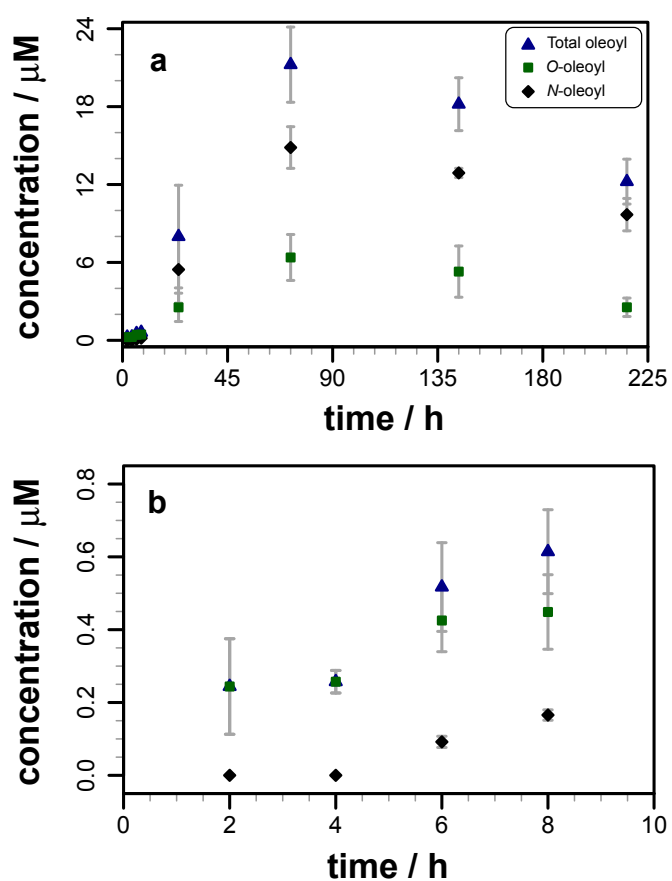 a
Total oleoyl
O-oleoyl
N-oleoyl
concentration / μM
24
18
12
6
0
0 45 90 135 180 225
time / h
b
concentration / μM
0.8
0.6
0.4
0.2
0.0
0 2 4 6 8 10
time / h